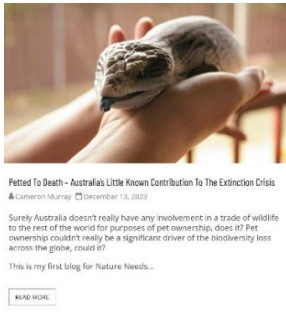 Petted To Death – Australia's Little Known Contribution To The Extinction Crisis
Cameron Murray December 13, 2023
Surely Australia doesn't really have any involvement in a trade of wildlife
to the rest of the world for purposes of pet ownership, does it? Pet
ownership couldn't really be a significant driver of the biodiversity loss
across the globe, could it?
This is my first blog for Nature Needs...
READ MORE